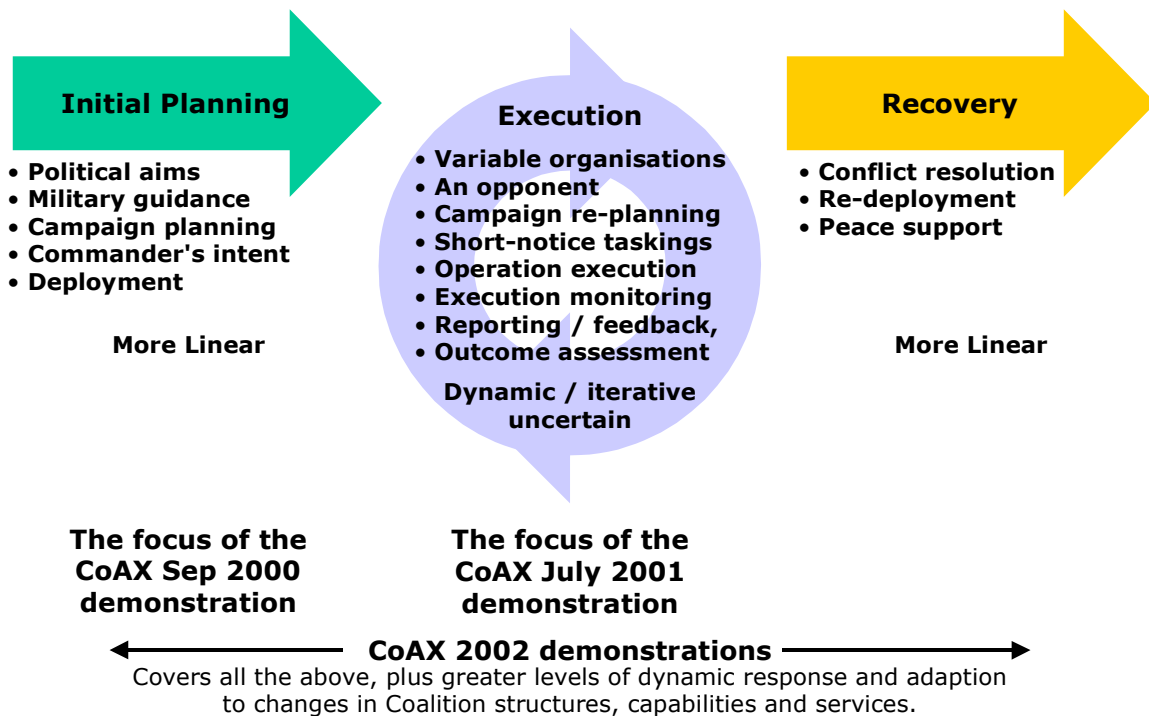 Initial Planning
• Political aims
• Military guidance
• Campaign planning
• Commander's intent
• Deployment
More Linear
Execution
• Variable organisations
• An opponent
• Campaign re-planning
• Short-notice taskings
• Operation execution
• Execution monitoring
• Reporting / feedback,
• Outcome assessment
Dynamic / iterative
uncertain
Recovery
• Conflict resolution
• Re-deployment
• Peace support
More Linear
The focus of the
CoAX Sep 2000
demonstration
The focus of the
CoAX July 2001
demonstration
CoAX 2002 demonstrations
Covers all the above, plus greater levels of dynamic response and adaption
to changes in Coalition structures, capabilities and services.